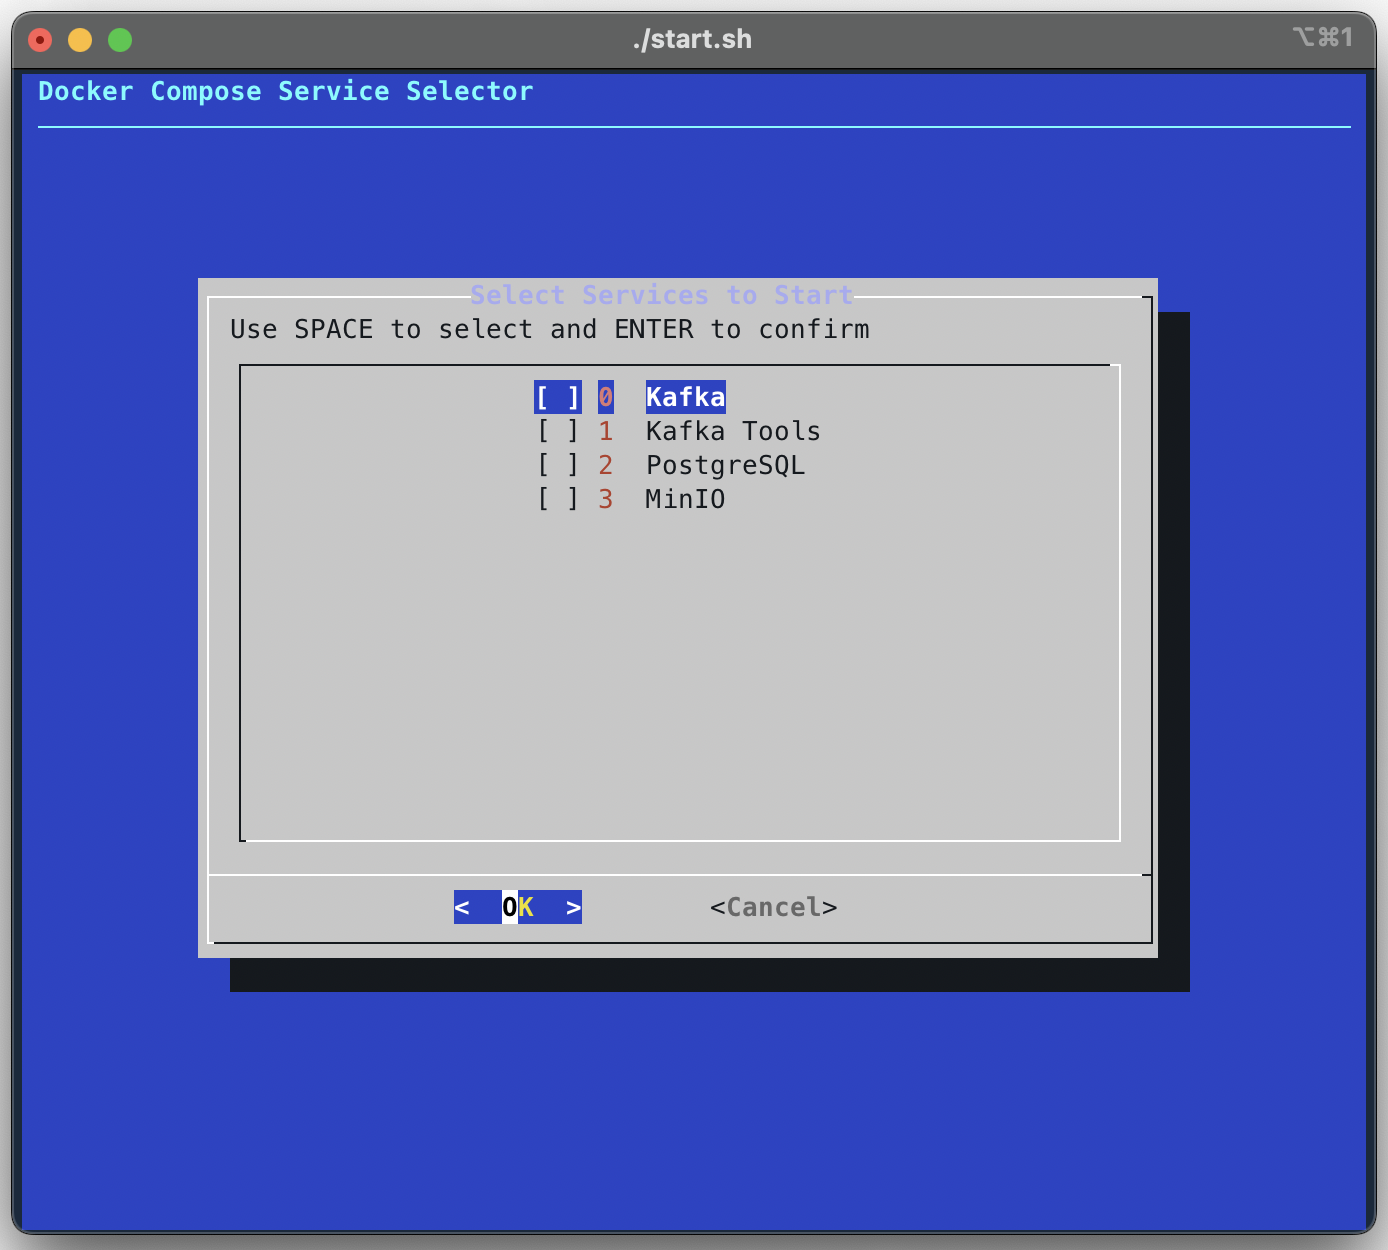 ./start.sh
⌥⌘1
Docker Compose Service Selector
Select Services to Start
Use SPACE to select and ENTER to confirm
[ ] 0 Kafka
[ ] 1 Kafka Tools
[ ] 2 PostgreSQL
[ ] 3 MinIO
< OK > <Cancel>